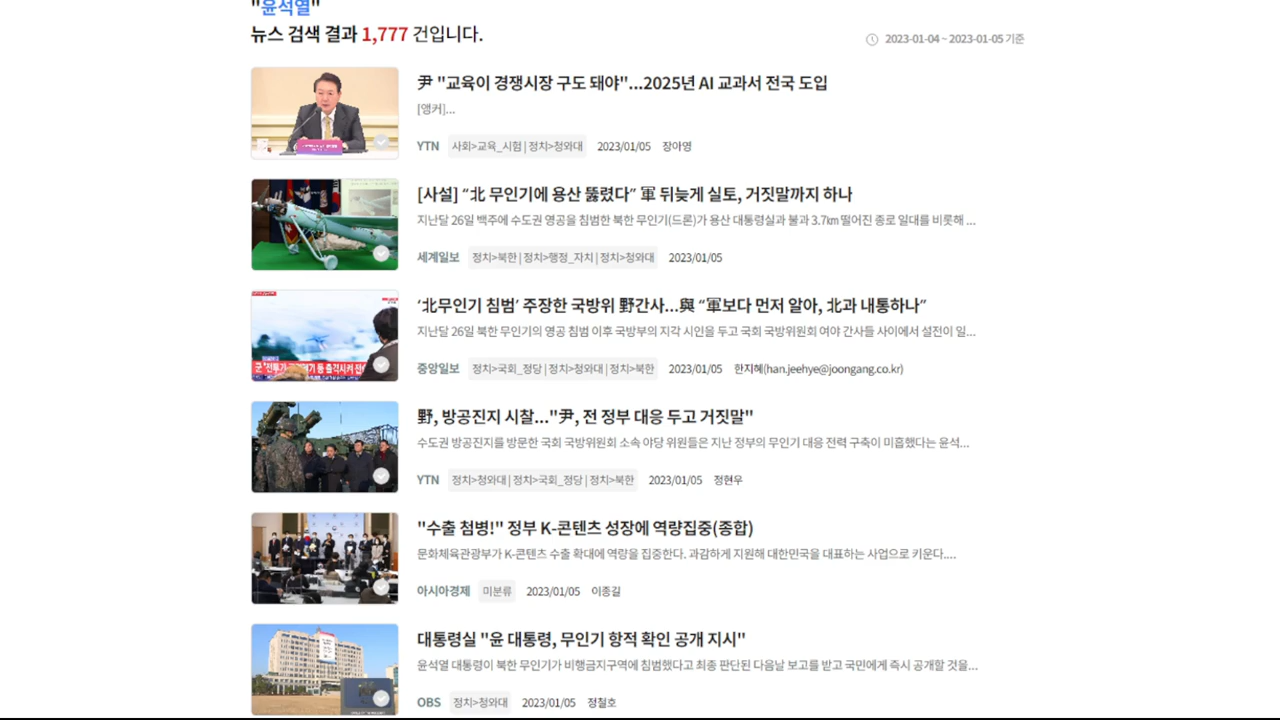 "윤석열"
뉴스 검색 결과 1,777 건입니다.
2023-01-04 ~ 2023-01-05 기준
尹 "교육이 경쟁시장 구도 돼야"...2025년 AI 교과서 전국 도입
[앵커]...
YTN 사회>교육_시험 | 정치>청와대 2023/01/05 장아영
[사설] “北 무인기에 용산 뚫렸다” 軍 뒤늦게 실토, 거짓말까지 하나
지난달 26일 백주에 수도권 영공을 침범한 북한 무인기(드론)가 용산 대통령실과 불과 3.7㎞ 떨어진 종로 일대를 비롯해 ...
세계일보 정치>북한 | 정치>행정_자치 | 정치>청와대 2023/01/05
‘北무인기 침범’ 주장한 국방위 野간사...與 “軍보다 먼저 알아, 北과 내통하나”
지난달 26일 북한 무인기의 영공 침범 이후 국방부의 지각 시인을 두고 국회 국방위원회 여야 간사들 사이에서 설전이 일...
중앙일보 정치>국회_정당 | 정치>청와대 | 정치>북한 2023/01/05 한지혜(han.jeehye@joongang.co.kr)
野, 방공진지 시찰..."尹, 전 정부 대응 두고 거짓말"
수도권 방공진지를 방문한 국회 국방위원회 소속 야당 위원들은 지난 정부의 무인기 대응 전력 구축이 미흡했다는 윤석...
YTN 정치>청와대 | 정치>국회_정당 | 정치>북한 2023/01/05 정현우
"수출 첨병!" 정부 K-콘텐츠 성장에 역량집중(종합)
문화체육관광부가 K-콘텐츠 수출 확대에 역량을 집중한다. 과감하게 지원해 대한민국을 대표하는 사업으로 키운다....
아시아경제 미분류 2023/01/05 이종길
대통령실 "윤 대통령, 무인기 항적 확인 공개 지시"
윤석열 대통령이 북한 무인기가 비행금지구역에 침범했다고 최종 판단된 다음날 보고를 받고 국민에게 즉시 공개할 것을...
OBS 정치>청와대 2023/01/05 정철호